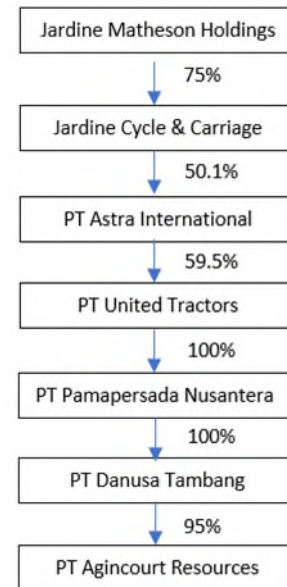 Jardine Matheson Holdings
75%
Jardine Cycle & Carriage
50.1%
PT Astra International
59.5%
PT United Tractors
100%
PT Pamapersada Nusantera
100%
PT Danusa Tambang
95%
PT Agincourt Resources